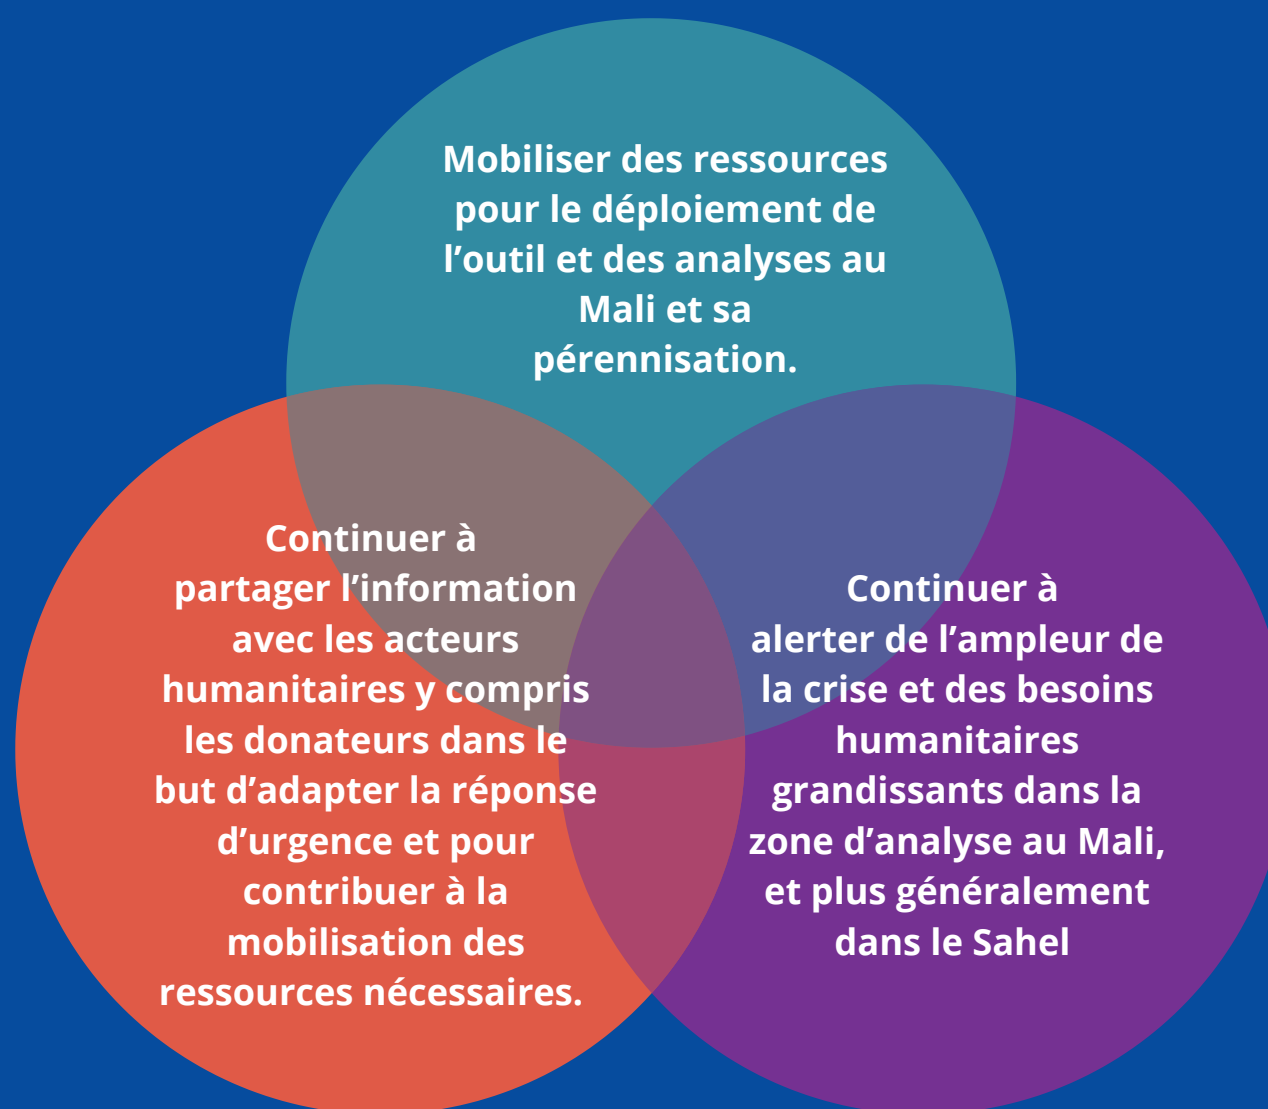 Mobiliser des ressources
pour le déploiement de
l’outil et des analyses au
Mali et sa
pérennisation.
Continuer à
partager l’information
avec les acteurs
humanitaires y compris
les donateurs dans le
but d’adapter la réponse
d’urgence et pour
contribuer à la
mobilisation des
ressources nécessaires.
Continuer à
alerter de l’ampleur de
la crise et des besoins
humanitaires
grandissants dans la
zone d’analyse au Mali,
et plus généralement
dans le Sahel